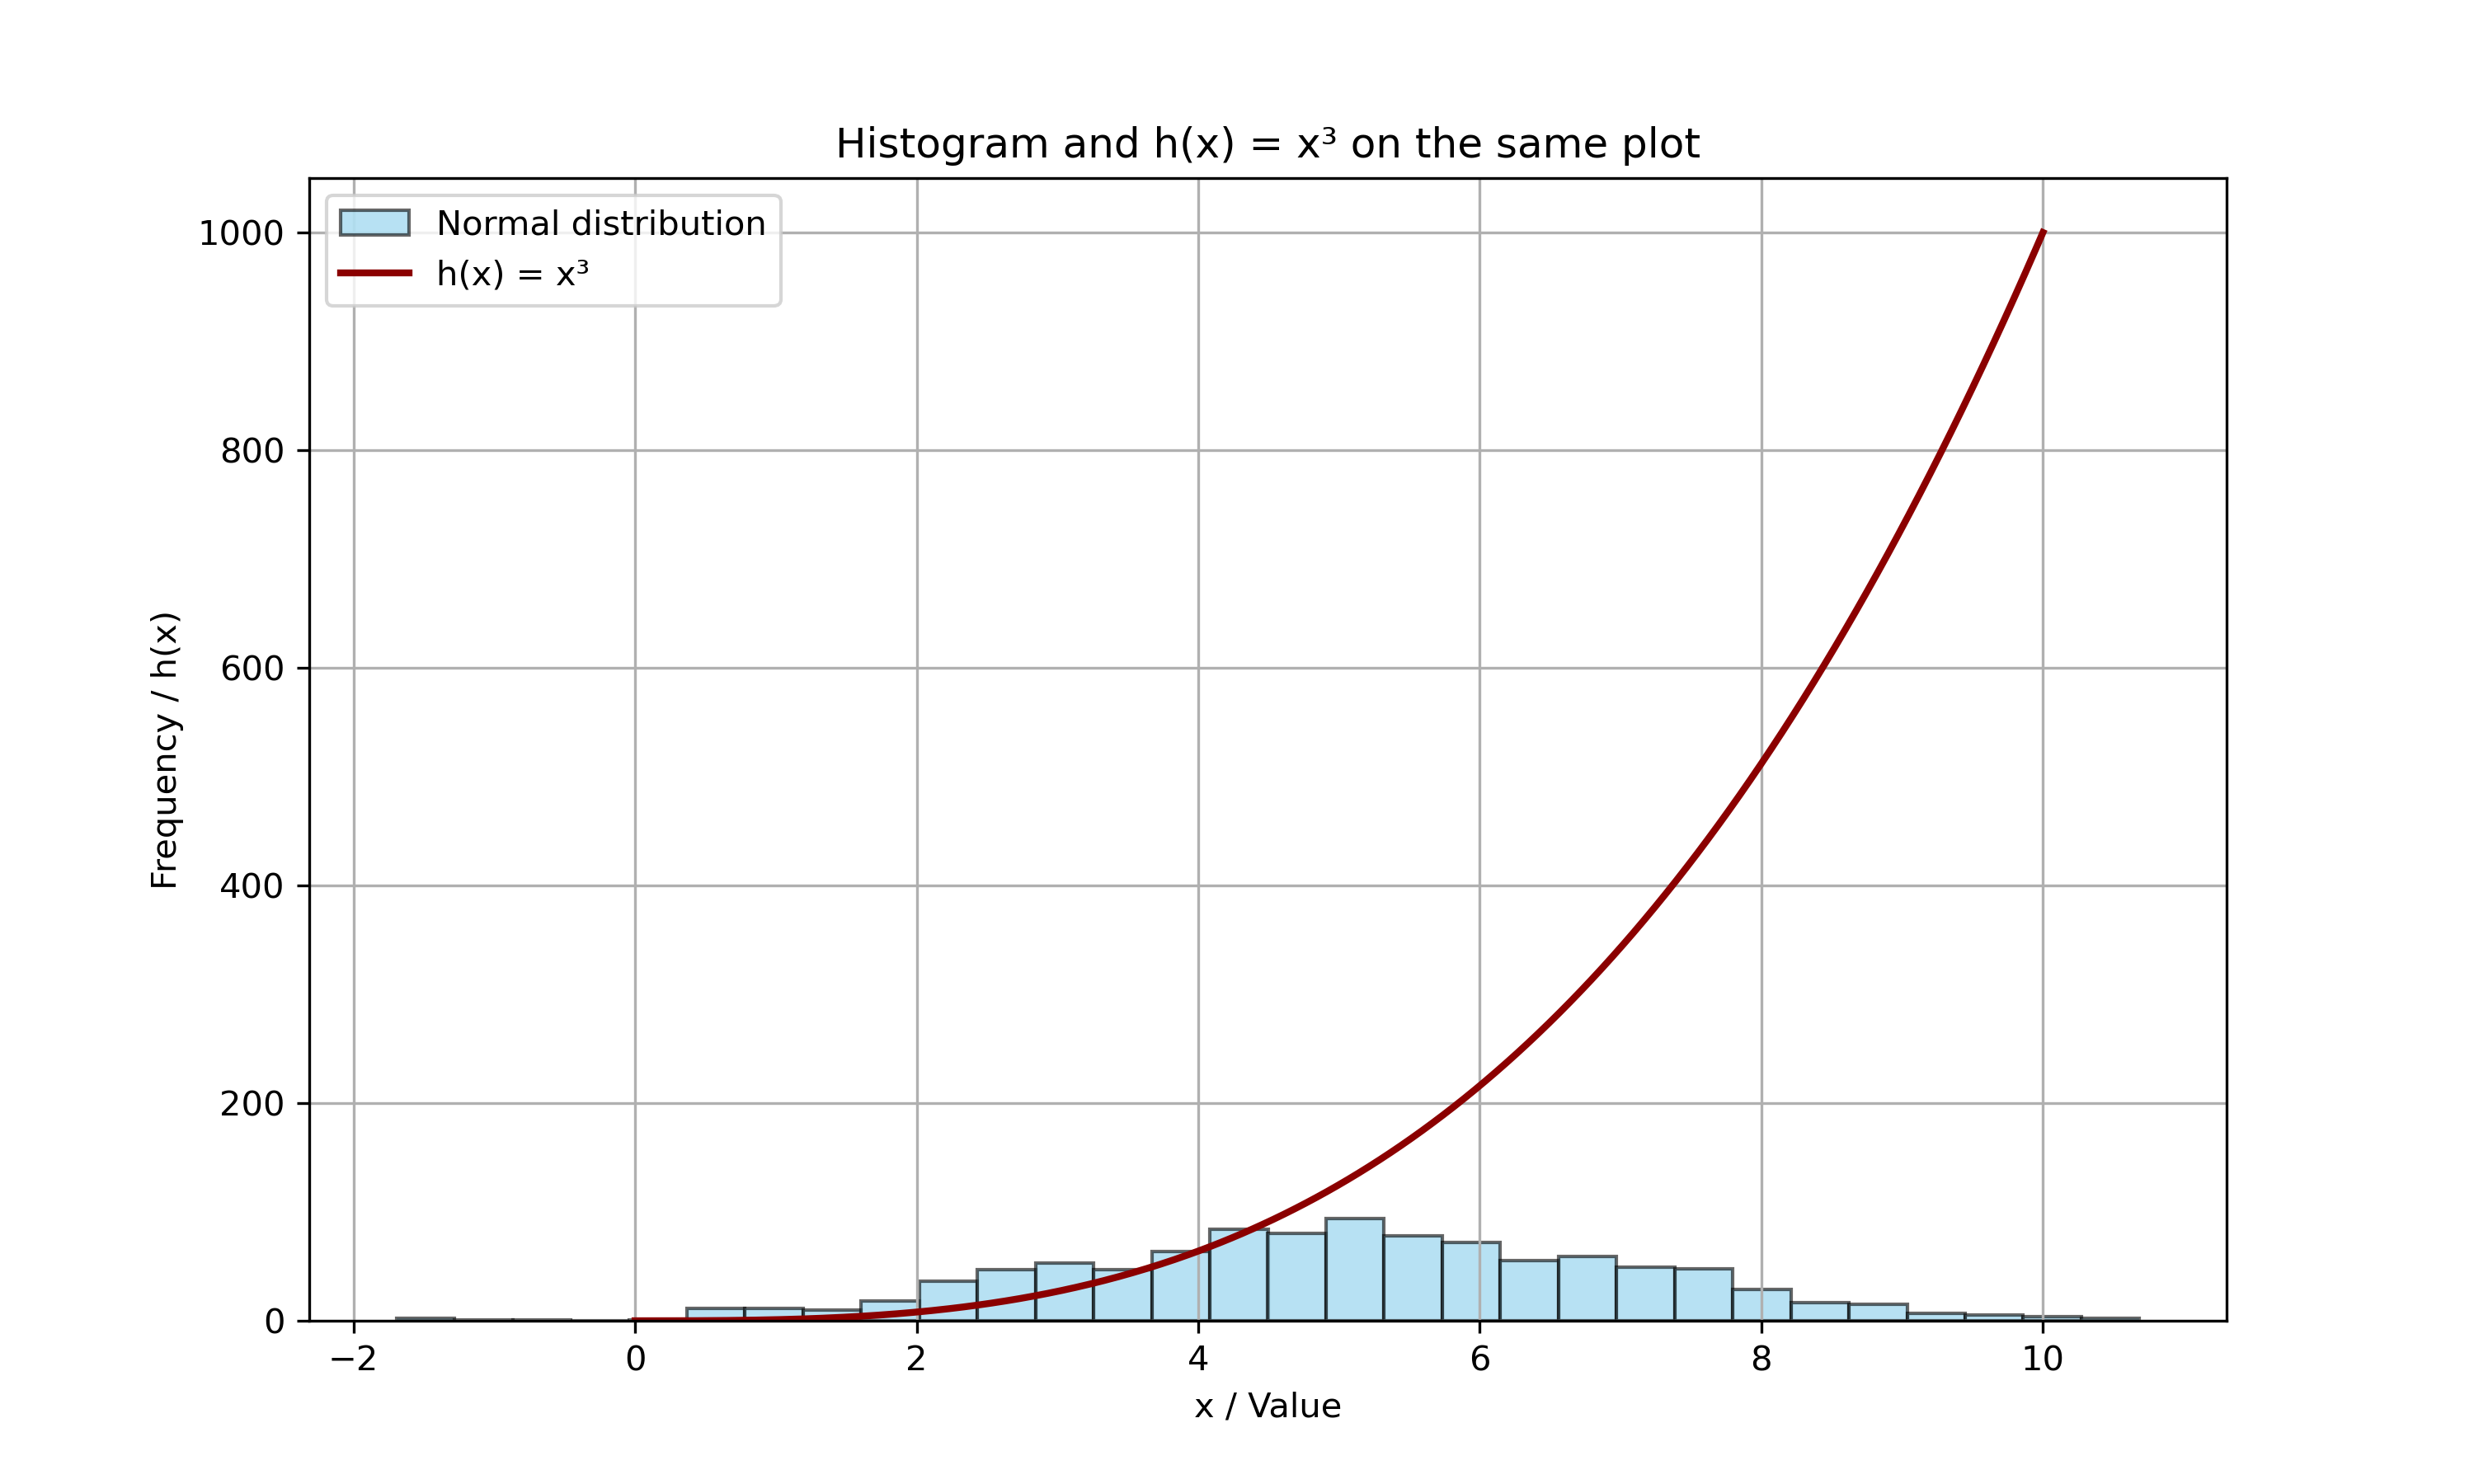 Histogram and h(x) = x³ on the same plot
Normal distribution
h(x) = x³
1000
800
600
400
200
0
Frequency / h(x)
−2 0 2 4 6 8 10
x / Value